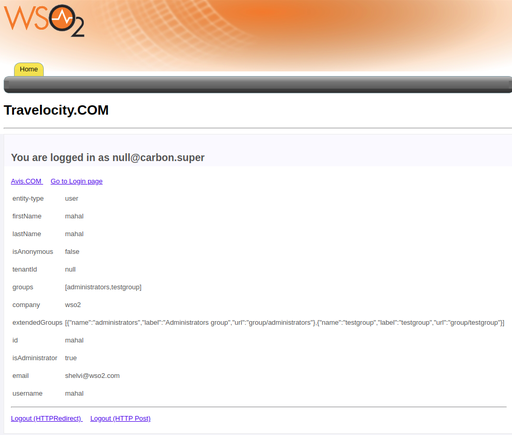 WSO2
Home
Travelocity.COM
You are logged in as null@carbon.super
Avis.COM Go to Login page
entity-type user
firstName mahal
lastName mahal
isAnonymous false
tenantId null
groups [administrators,testgroup]
company wso2
extendedGroups [{"name":"administrators","label":"Administrators group","url":"group/administrators"},{"name":"testgroup","label":"testgroup","url":"group/testgroup"}]
id mahal
isAdministrator true
email shelvi@wso2.com
username mahal
Logout (HTTPRedirect) Logout (HTTP Post)